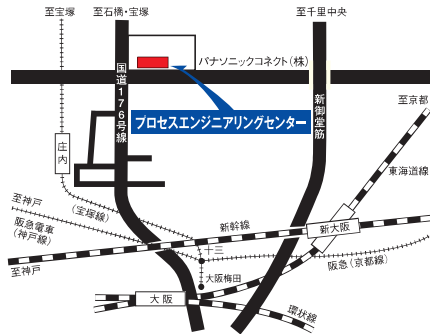 至宝塚
至石橋・宝塚
至千里中央
パナソニックコネクト(株)
国道176号線
プロセスエンジニアリングセンター
新御堂筋
至京都
庄内
東海道線
至神戸
(宝塚線)
阪急電車
(神戸線)
新幹線
新大阪
十三
至神戸
阪急(京都線)
大阪梅田
大阪
環状線